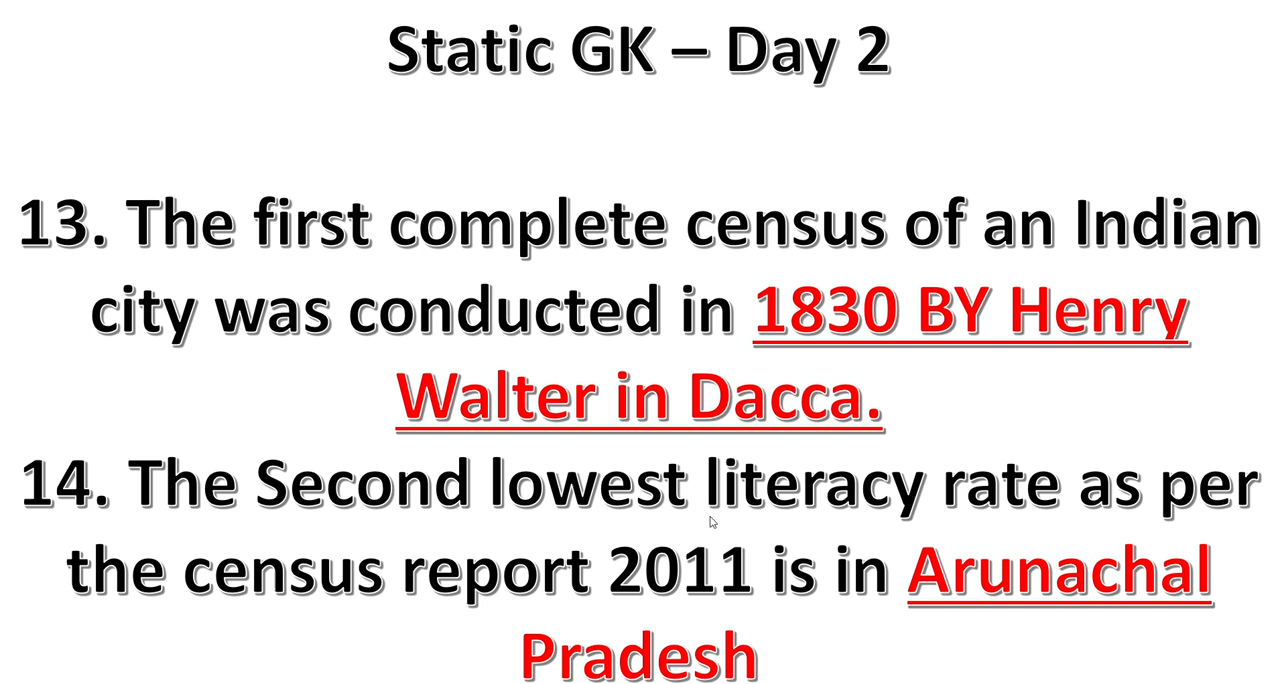 Static GK – Day 2
13. The first complete census of an Indian
city was conducted in 1830 BY Henry
Walter in Dacca.
14. The Second lowest literacy rate as per
the census report 2011 is in Arunachal
Pradesh